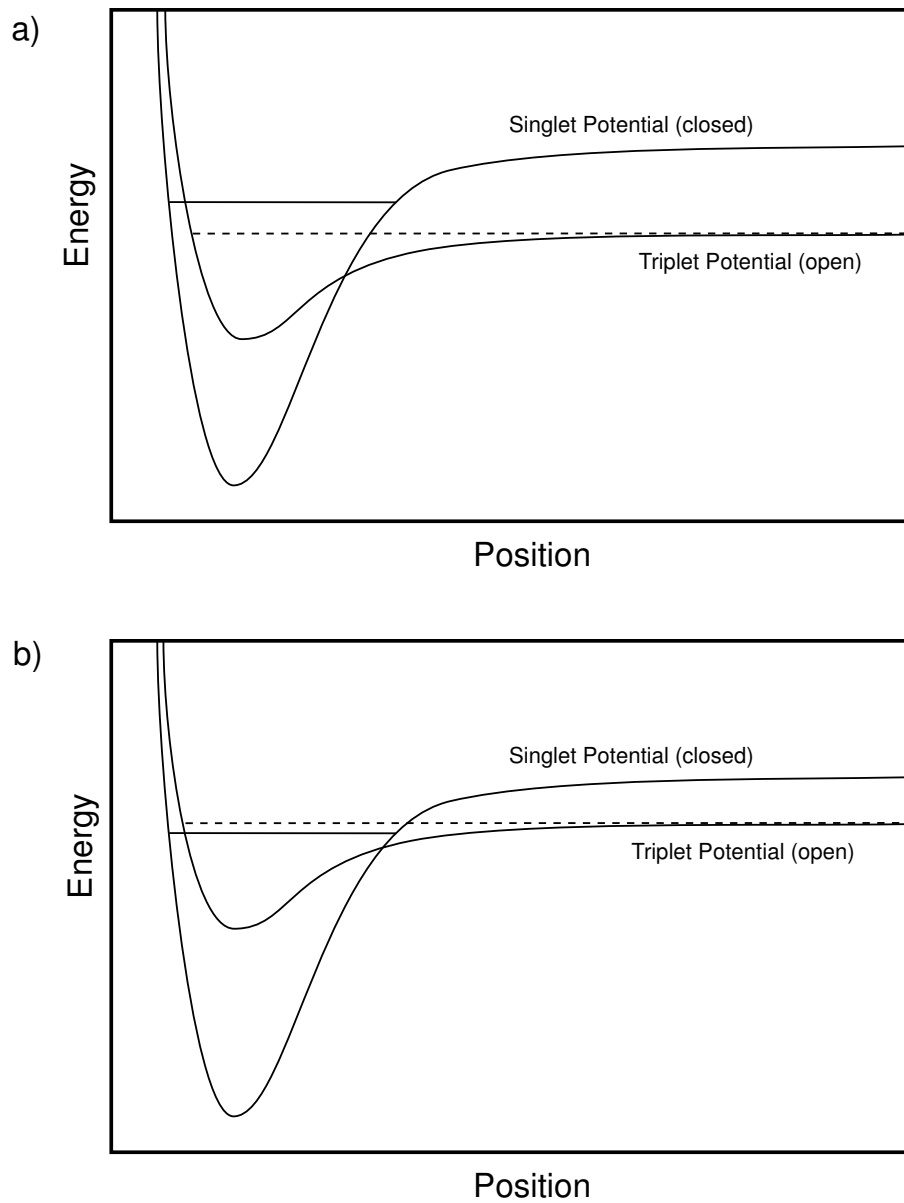 a)
Singlet Potential (closed)
Energy
Triplet Potential (open)
Position
b)
Singlet Potential (closed)
Energy
Triplet Potential (open)
Position